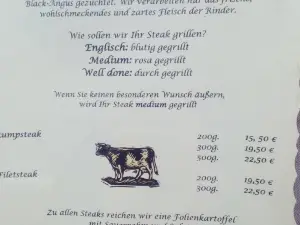 Black-Angus gezüchtet. Wir verarbeiten nur das
wohlschmeckendes und zartes Fleisch der Rinder.
Wie sollen wir Ihr Steak grillen?
Englisch: blutig gegrillt
Medium: rosa gegrillt
Well done: durch gegrillt
Wenn Sie keinen besonderen Wunsch äußern,
wird Ihr Steak medium gegrillt
umpsteak 200g. 15,50 €
300g. 19,50 €
500g. 22,50 €
Filetsteak 200g. 19,50 €
300g. 22,50 €
Zu allen Steaks reichen wir eine Folienkartoffel
mit